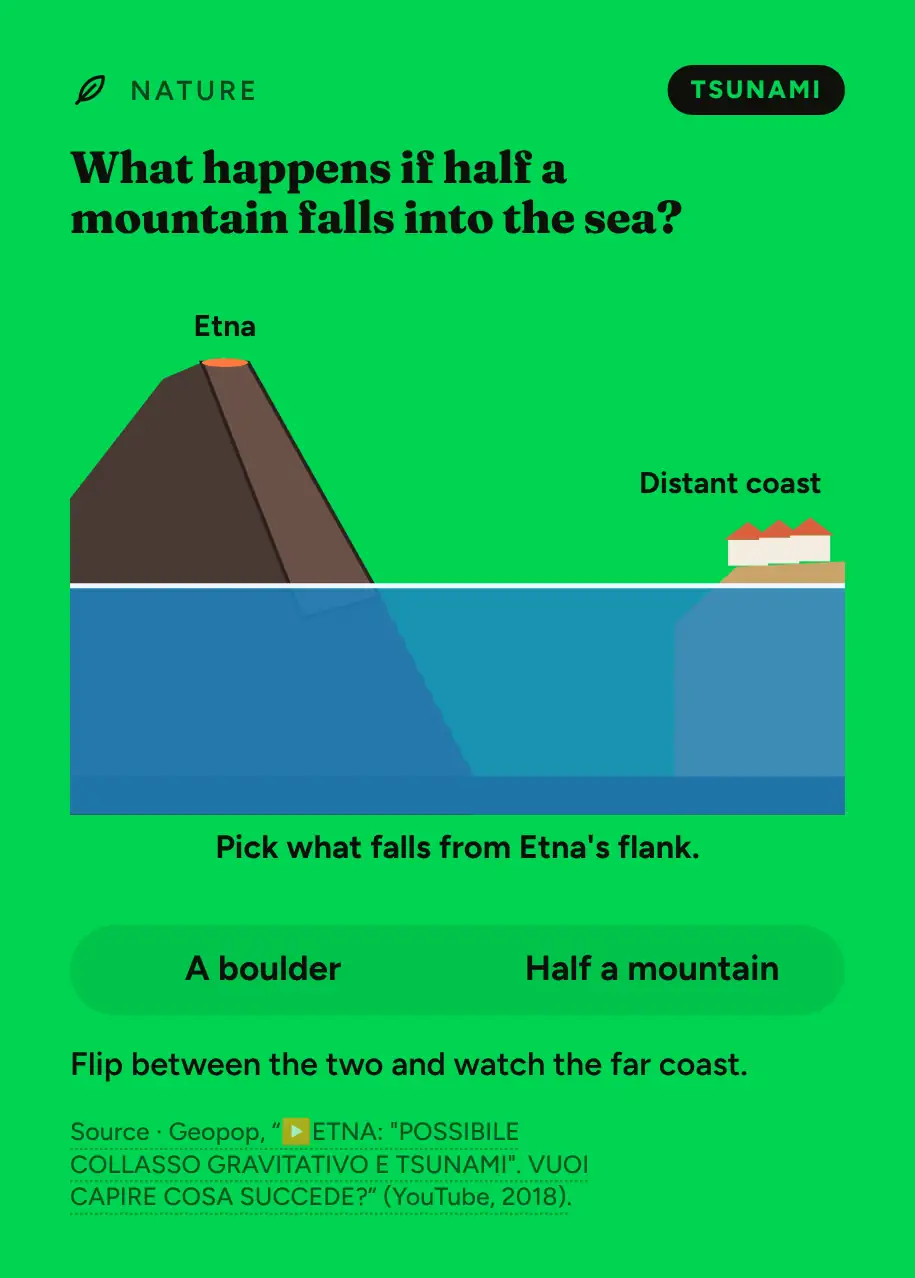 NATURE
TSUNAMI
What happens if half a
mountain falls into the sea?
Etna
Distant coast
Pick what falls from Etna's flank.
A boulder
Half a mountain
Flip between the two and watch the far coast.
Source · Geopop, “▶️ETNA: "POSSIBILE
COLLASSO GRAVITATIVO E TSUNAMI". VUOI
CAPIRE COSA SUCCEDE?” (YouTube, 2018).